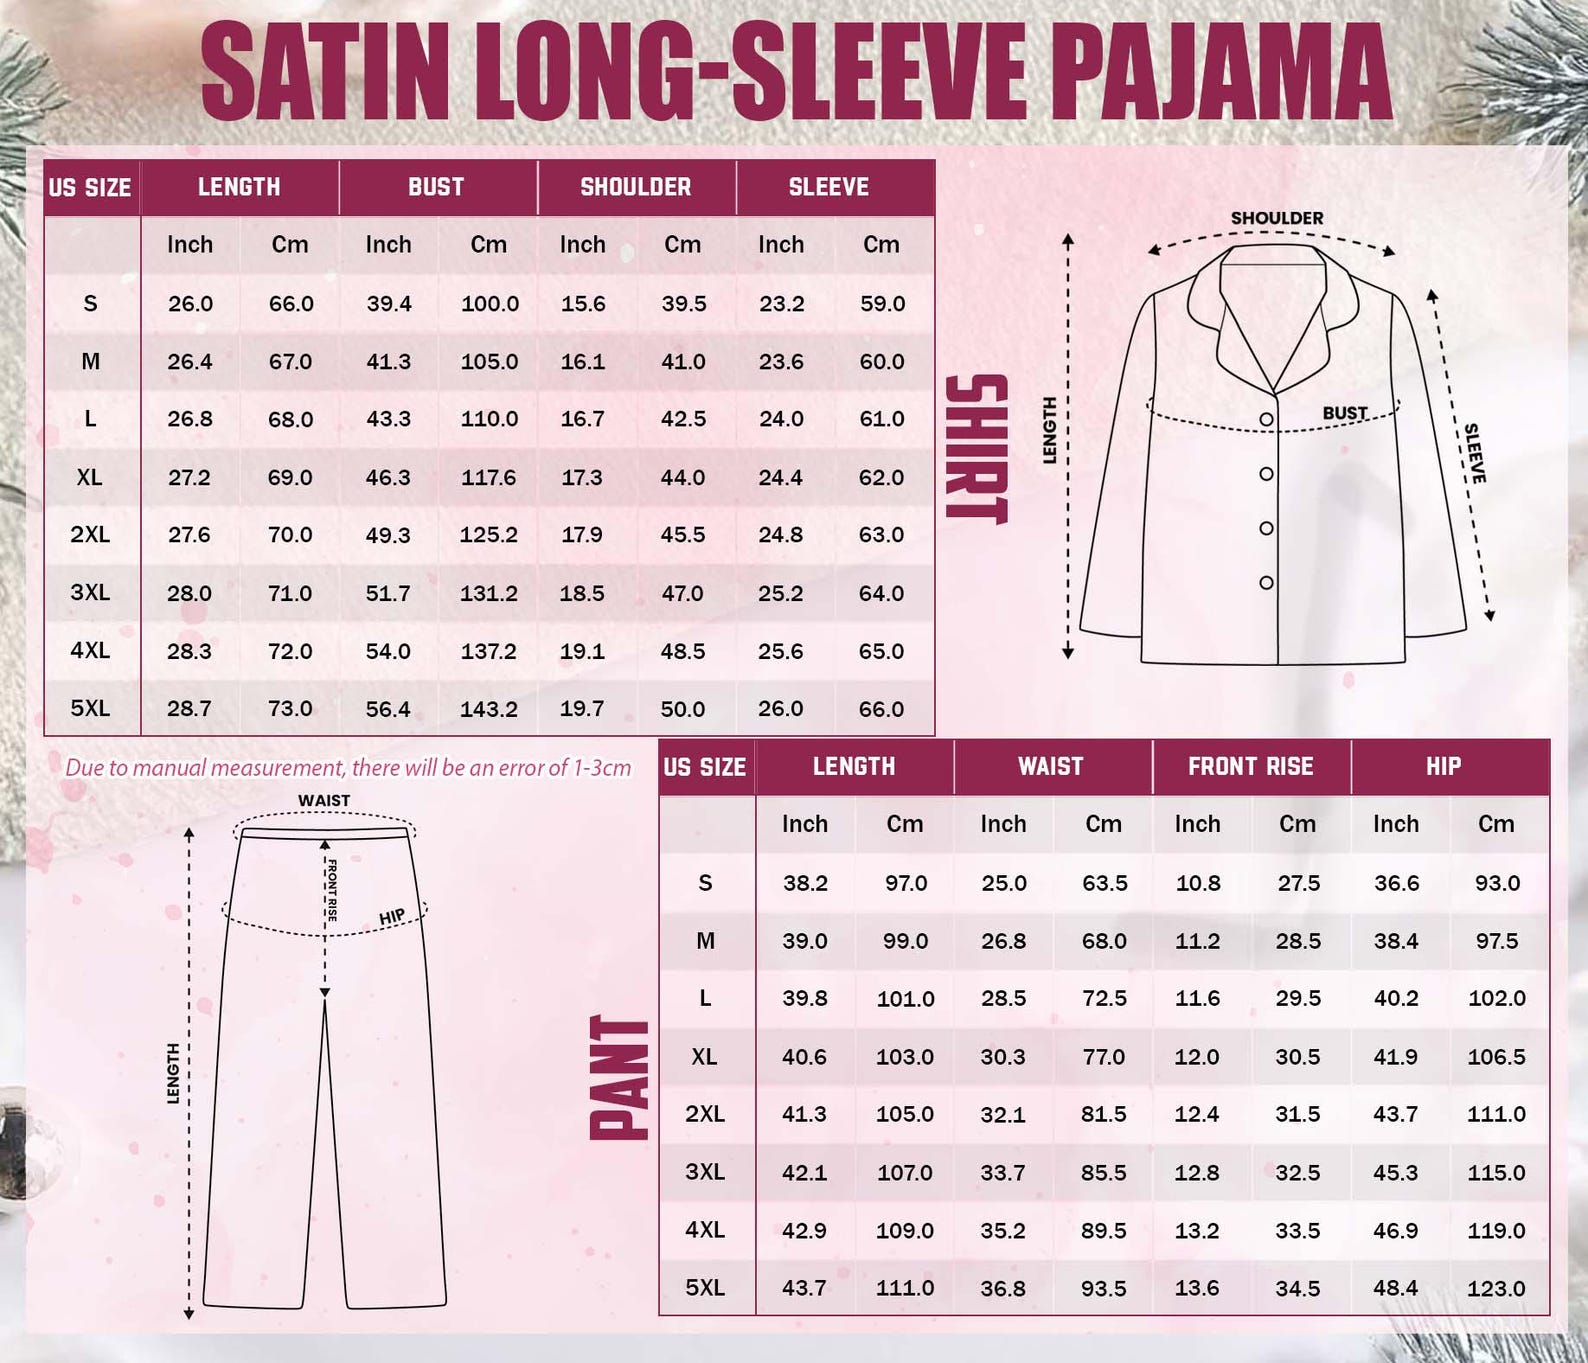 SATIN LONG-SLEEVE PAJAMA
US SIZE LENGTH BUST SHOULDER SLEEVE
Inch Cm Inch Cm Inch Cm Inch Cm
S 26.0 66.0 39.4 100.0 15.6 39.5 23.2 59.0
M 26.4 67.0 41.3 105.0 16.1 41.0 23.6 60.0
L 26.8 68.0 43.3 110.0 16.7 42.5 24.0 61.0
XL 27.2 69.0 46.3 117.6 17.3 44.0 24.4 62.0
2XL 27.6 70.0 49.3 125.2 17.9 45.5 24.8 63.0
3XL 28.0 71.0 51.7 131.2 18.5 47.0 25.2 64.0
4XL 28.3 72.0 54.0 137.2 19.1 48.5 25.6 65.0
5XL 28.7 73.0 56.4 143.2 19.7 50.0 26.0 66.0
SHIRT
SHOULDER
LENGTH
BUST
SLEEVE
Due to manual measurement, there will be an error of 1-3cm
WAIST
FRONT RISE
HIP
LENGTH
PANT
US SIZE LENGTH WAIST FRONT RISE HIP
Inch Cm Inch Cm Inch Cm Inch Cm
S 38.2 97.0 25.0 63.5 10.8 27.5 36.6 93.0
M 39.0 99.0 26.8 68.0 11.2 28.5 38.4 97.5
L 39.8 101.0 28.5 72.5 11.6 29.5 40.2 102.0
XL 40.6 103.0 30.3 77.0 12.0 30.5 41.9 106.5
2XL 41.3 105.0 32.1 81.5 12.4 31.5 43.7 111.0
3XL 42.1 107.0 33.7 85.5 12.8 32.5 45.3 115.0
4XL 42.9 109.0 35.2 89.5 13.2 33.5 46.9 119.0
5XL 43.7 111.0 36.8 93.5 13.6 34.5 48.4 123.0